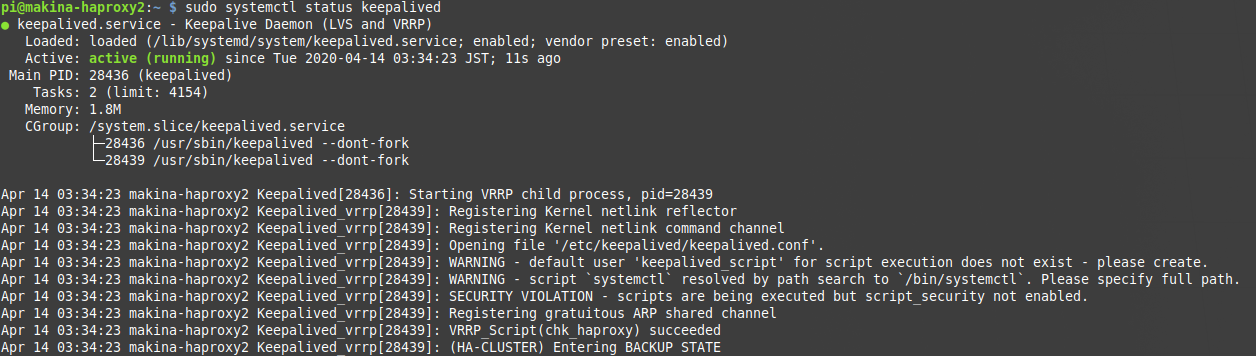 pi@makina-haproxy2:~ $ sudo systemctl status keepalived
● keepalived.service - Keepalive Daemon (LVS and VRRP)
   Loaded: loaded (/lib/systemd/system/keepalived.service; enabled; vendor preset: enabled)
   Active: active (running) since Tue 2020-04-14 03:34:23 JST; 11s ago
 Main PID: 28436 (keepalived)
    Tasks: 2 (limit: 4154)
   Memory: 1.8M
   CGroup: /system.slice/keepalived.service
           ├─28436 /usr/sbin/keepalived --dont-fork
           └─28439 /usr/sbin/keepalived --dont-fork

Apr 14 03:34:23 makina-haproxy2 Keepalived[28436]: Starting VRRP child process, pid=28439
Apr 14 03:34:23 makina-haproxy2 Keepalived_vrrp[28439]: Registering Kernel netlink reflector
Apr 14 03:34:23 makina-haproxy2 Keepalived_vrrp[28439]: Registering Kernel netlink command channel
Apr 14 03:34:23 makina-haproxy2 Keepalived_vrrp[28439]: Opening file '/etc/keepalived/keepalived.conf'.
Apr 14 03:34:23 makina-haproxy2 Keepalived_vrrp[28439]: WARNING - default user 'keepalived_script' for script execution does not exist - please create.
Apr 14 03:34:23 makina-haproxy2 Keepalived_vrrp[28439]: WARNING - script `systemctl` resolved by path search to `/bin/systemctl`. Please specify full path.
Apr 14 03:34:23 makina-haproxy2 Keepalived_vrrp[28439]: SECURITY VIOLATION - scripts are being executed but script_security not enabled.
Apr 14 03:34:23 makina-haproxy2 Keepalived_vrrp[28439]: Registering gratuitous ARP shared channel
Apr 14 03:34:23 makina-haproxy2 Keepalived_vrrp[28439]: VRRP_Script(chk_haproxy) succeeded
Apr 14 03:34:23 makina-haproxy2 Keepalived_vrrp[28439]: (HA-CLUSTER) Entering BACKUP STATE